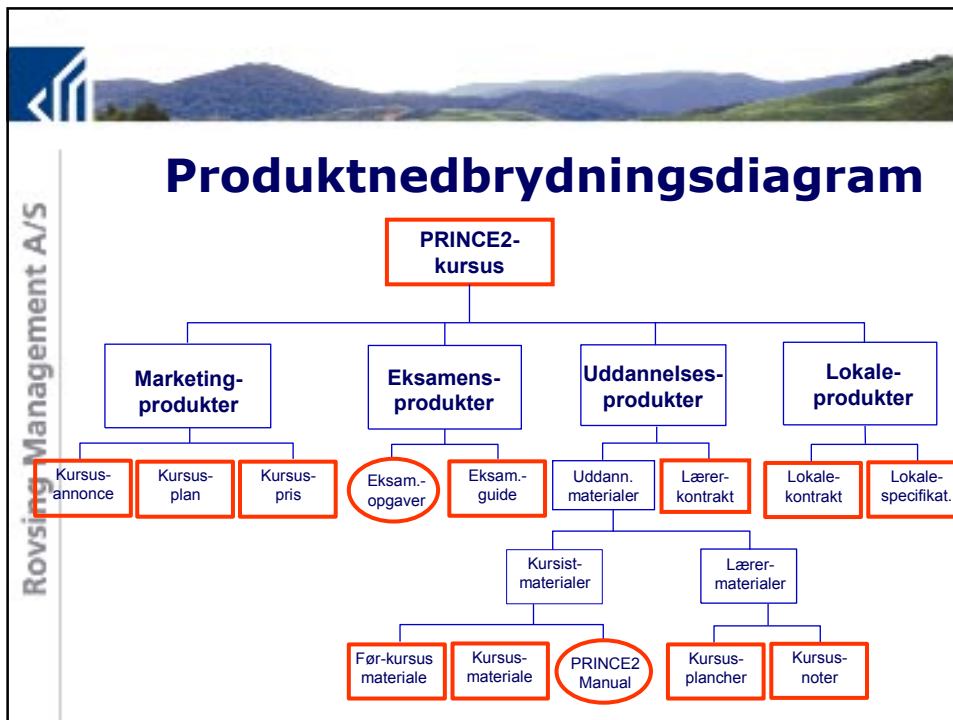 Rovsing Management A/S
Produktnedbrydningsdiagram
PRINCE2-
kursus
Marketing-
produkter
Eksamens-
produkter
Uddannelses-
produkter
Lokale-
produkter
Kursus-
annonce
Kursus-
plan
Kursus-
pris
Eksam.-
opgaver
Eksam.-
guide
Uddann.
materialer
Lærer-
kontrakt
Lokale-
kontrakt
Lokale-
specifikat.
Kursist-
materialer
Lærer-
materialer
Før-kursus
materiale
Kursus-
materiale
PRINCE2
Manual
Kursus-
plancher
Kursus-
noter